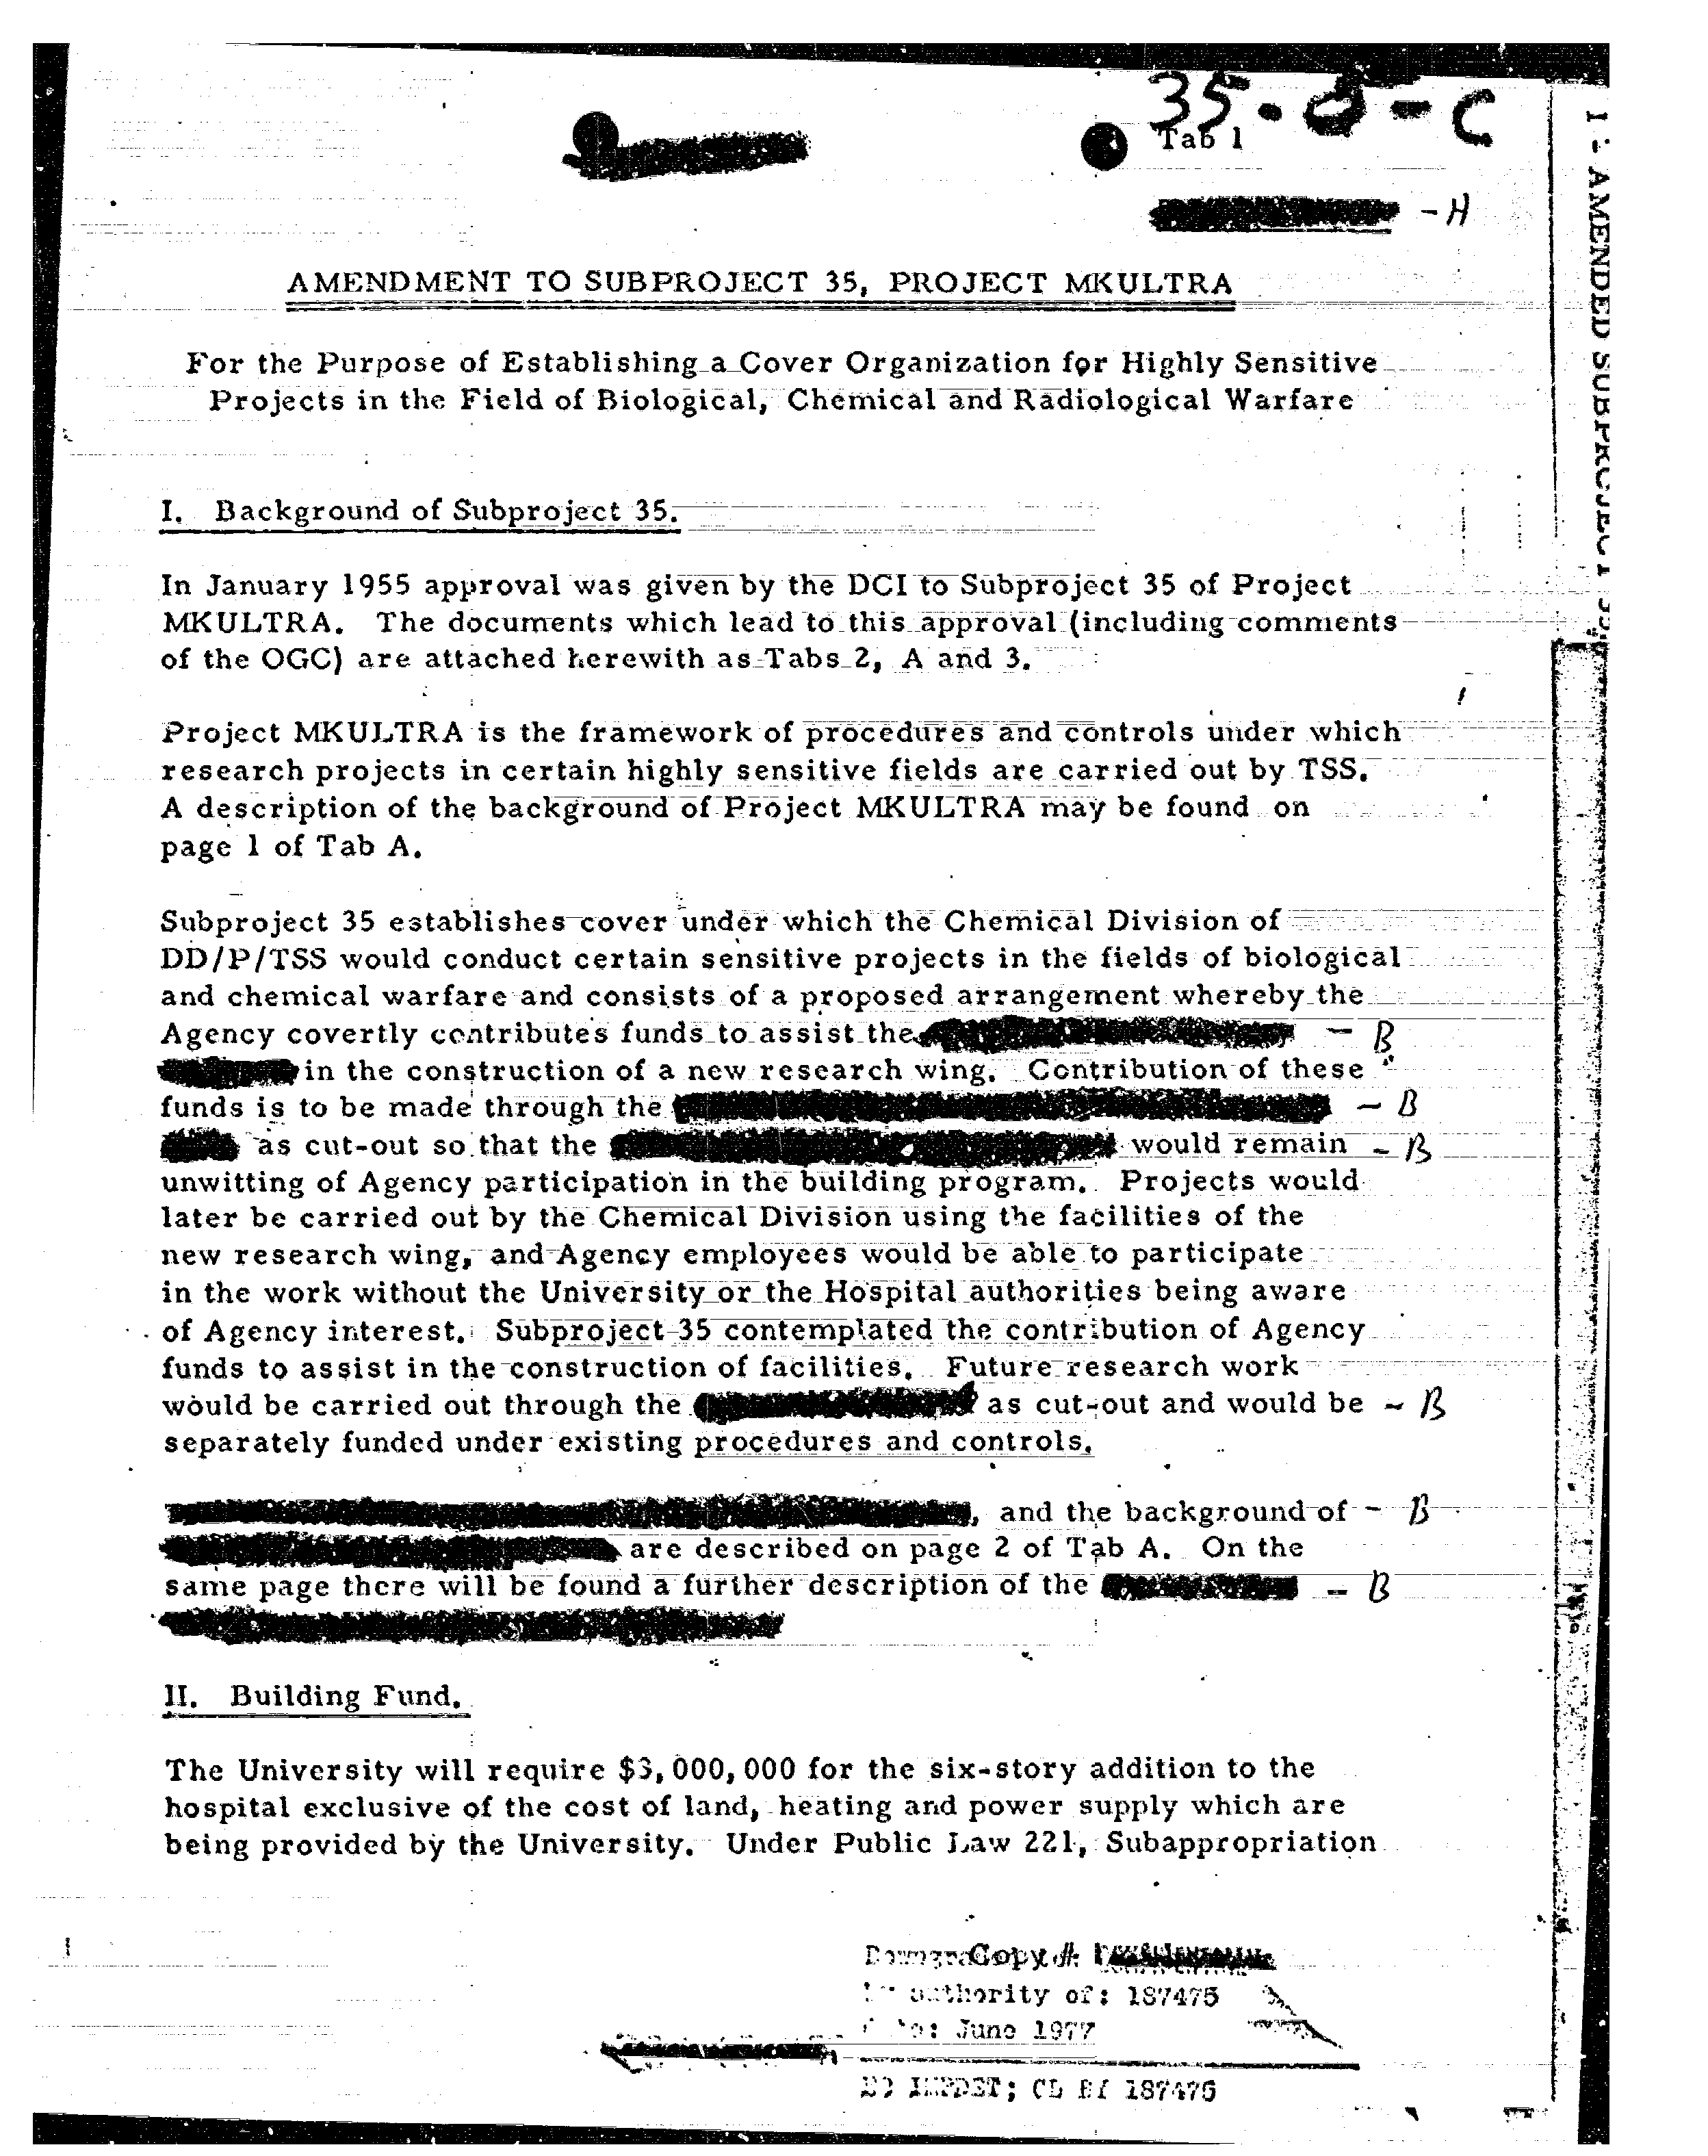 35-
- C
Tab 1
- H
AMENDMENT TO SUBPROJECT 35, PROJECT MKULTRA
For the Purpose of Establishing a Cover Organization for Highly Sensitive
Projects in the Field of Biological, Chemical and Radiological Warfare
I. Background of Subproject 35.
In January 1955 approval was given by the DCI to Subproject 35 of Project
MKULTRA. The documents which lead to this approval (including comments
of the OGC) are attached herewith as Tabs 2, A and 3.
Project MKULTRA is the framework of procedures and controls under which
research projects in certain highly sensitive fields are carried out by TSS.
A description of the background of Project MKULTRA may be found on
page 1 of Tab A.
Subproject 35 establishes cover under which the Chemical Division of
DD/P/TSS would conduct certain sensitive projects in the fields of biological
and chemical warfare and consists of a proposed arrangement whereby the
Agency covertly contributes funds to assist the - B
in the construction of a new research wing. Contribution of these
funds is to be made through the - B
as cut-out so that the would remain - B
unwitting of Agency participation in the building program. Projects would
later be carried out by the Chemical Division using the facilities of the
new research wing, and Agency employees would be able to participate
in the work without the University or the Hospital authorities being aware
of Agency interest. Subproject 35 contemplated the contribution of Agency
funds to assist in the construction of facilities. Future research work
would be carried out through the as cut-out and would be - B
separately funded under existing procedures and controls.
, and the background of - B
are described on page 2 of Tab A. On the
same page there will be found a further description of the - B
II. Building Fund.
The University will require $3,000,000 for the six-story addition to the
hospital exclusive of the cost of land, heating and power supply which are
being provided by the University. Under Public Law 221, Subappropriation
Copy #
authority of: 187475
June 1977
IMPDET; CL BY 187475
AMENDED SUBPROJECT